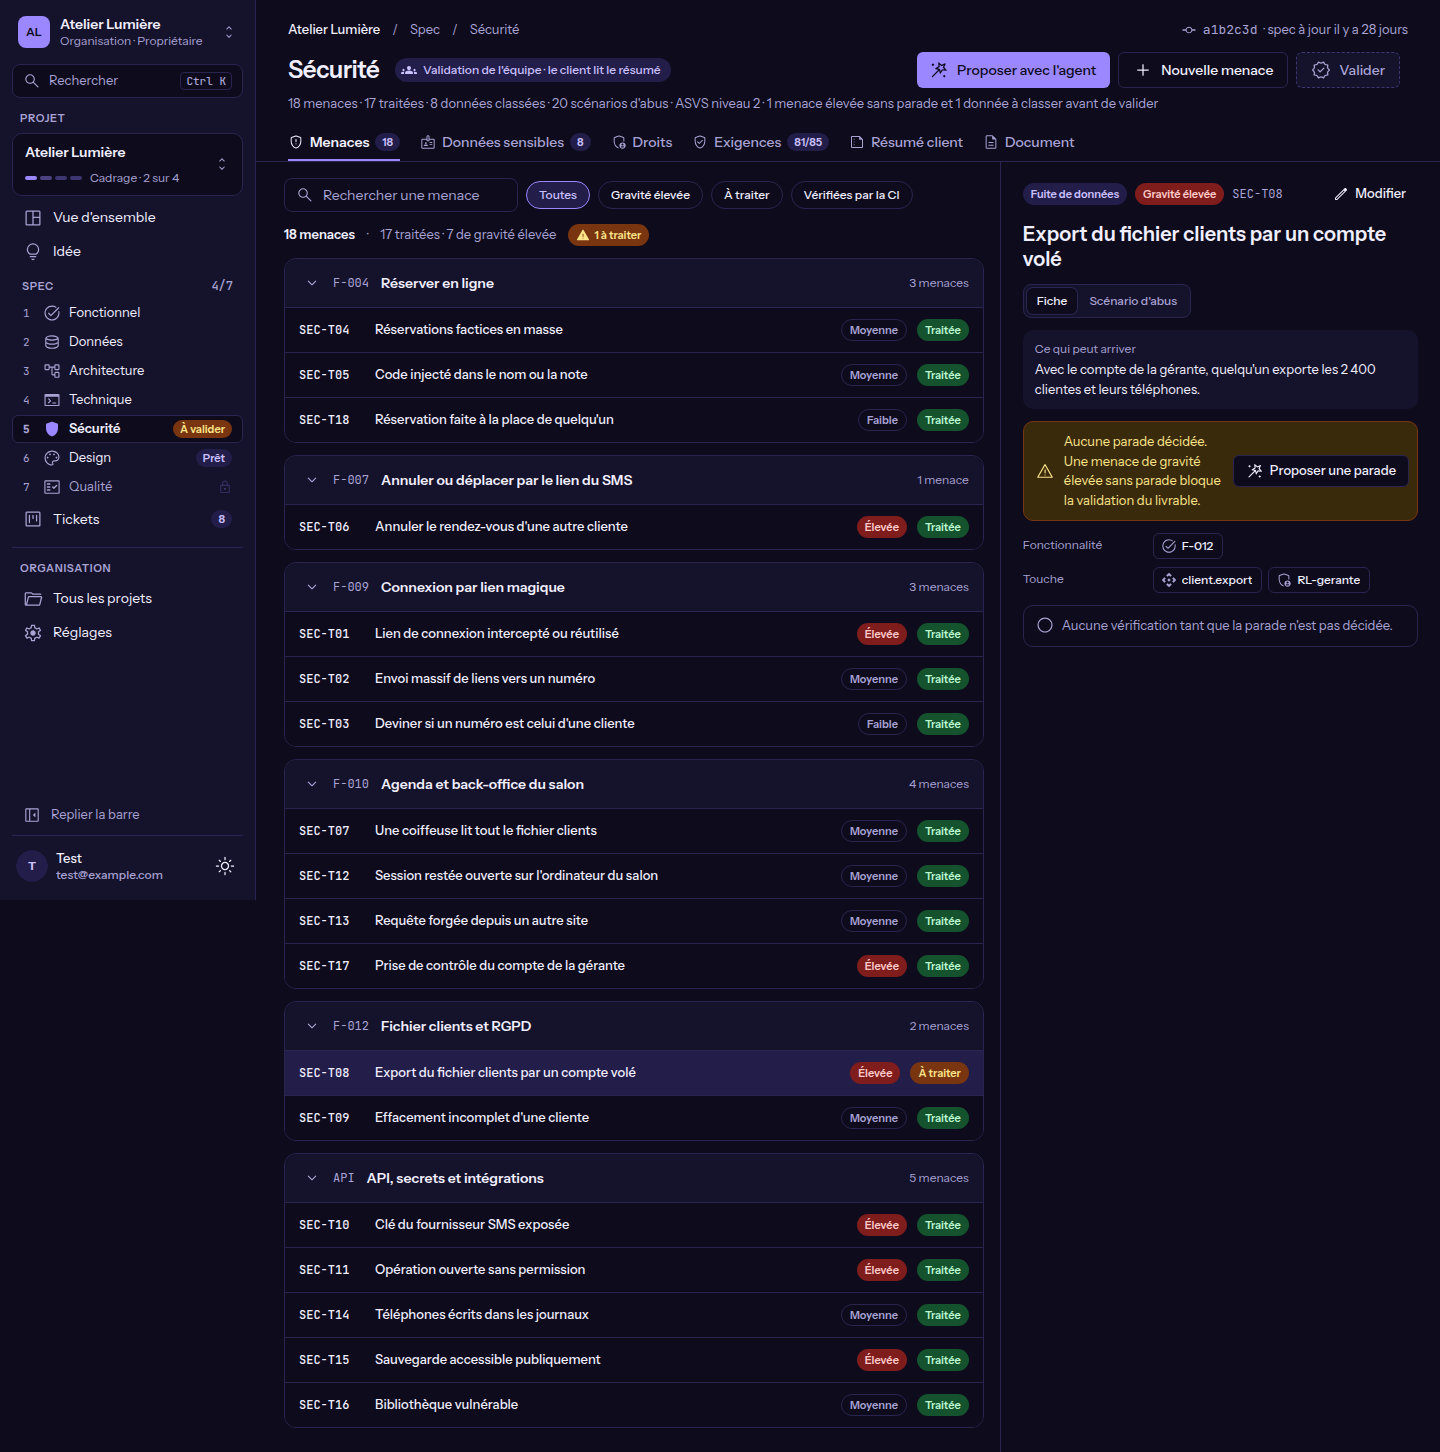 AL
Atelier Lumière
Organisation · Propriétaire
Rechercher
Ctrl K
PROJET
Atelier Lumière
Cadrage · 2 sur 4
Vue d'ensemble
Idée
SPEC 4/7
1 Fonctionnel
2 Données
3 Architecture
4 Technique
5 Sécurité À valider
6 Design Prêt
7 Qualité
Tickets 8
ORGANISATION
Tous les projets
Réglages
Replier la barre
T
Test
test@example.com
Atelier Lumière / Spec / Sécurité
a1b2c3d · spec à jour il y a 28 jours
Sécurité
Validation de l'équipe · le client lit le résumé
Proposer avec l'agent
Nouvelle menace
Valider
18 menaces · 17 traitées · 8 données classées · 20 scénarios d'abus · ASVS niveau 2 · 1 menace élevée sans parade et 1 donnée à classer avant de valider
Menaces 18
Données sensibles 8
Droits
Exigences 81/85
Résumé client
Document
Rechercher une menace
Toutes
Gravité élevée
À traiter
Vérifiées par la CI
18 menaces · 17 traitées · 7 de gravité élevée
1 à traiter
F-004 Réserver en ligne 3 menaces
SEC-T04 Réservations factices en masse Moyenne Traitée
SEC-T05 Code injecté dans le nom ou la note Moyenne Traitée
SEC-T18 Réservation faite à la place de quelqu'un Faible Traitée
F-007 Annuler ou déplacer par le lien du SMS 1 menace
SEC-T06 Annuler le rendez-vous d'une autre cliente Élevée Traitée
F-009 Connexion par lien magique 3 menaces
SEC-T01 Lien de connexion intercepté ou réutilisé Élevée Traitée
SEC-T02 Envoi massif de liens vers un numéro Moyenne Traitée
SEC-T03 Deviner si un numéro est celui d'une cliente Faible Traitée
F-010 Agenda et back-office du salon 4 menaces
SEC-T07 Une coiffeuse lit tout le fichier clients Moyenne Traitée
SEC-T12 Session restée ouverte sur l'ordinateur du salon Moyenne Traitée
SEC-T13 Requête forgée depuis un autre site Moyenne Traitée
SEC-T17 Prise de contrôle du compte de la gérante Élevée Traitée
F-012 Fichier clients et RGPD 2 menaces
SEC-T08 Export du fichier clients par un compte volé Élevée À traiter
SEC-T09 Effacement incomplet d'une cliente Moyenne Traitée
API API, secrets et intégrations 5 menaces
SEC-T10 Clé du fournisseur SMS exposée Élevée Traitée
SEC-T11 Opération ouverte sans permission Élevée Traitée
SEC-T14 Téléphones écrits dans les journaux Moyenne Traitée
SEC-T15 Sauvegarde accessible publiquement Élevée Traitée
SEC-T16 Bibliothèque vulnérable Moyenne Traitée
Fuite de données
Gravité élevée
SEC-T08
Modifier
Export du fichier clients par un compte
volé
Fiche
Scénario d'abus
Ce qui peut arriver
Avec le compte de la gérante, quelqu'un exporte les 2 400
clientes et leurs téléphones.
Aucune parade décidée.
Une menace de gravité
élevée sans parade bloque
la validation du livrable.
Proposer une parade
Fonctionnalité F-012
Touche client.export RL-gerante
Aucune vérification tant que la parade n'est pas décidée.